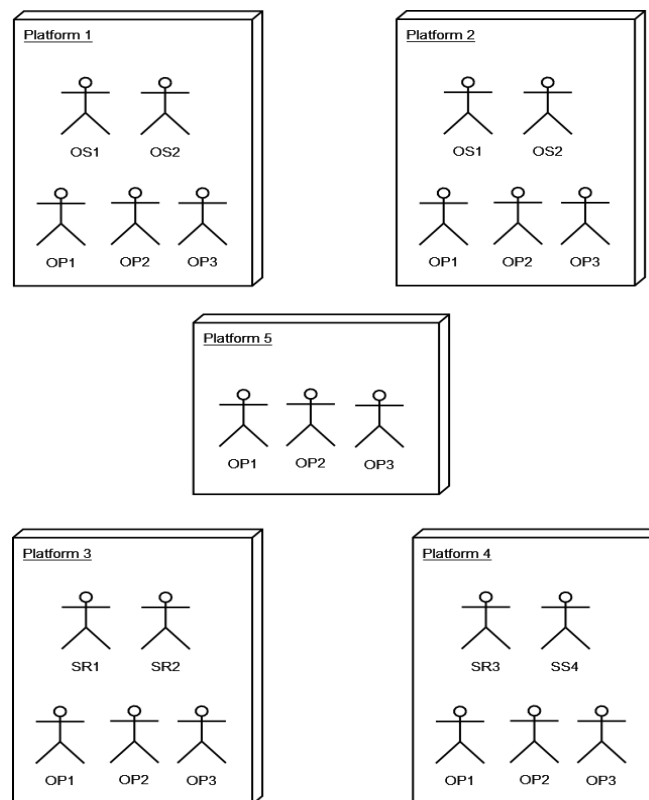 Platform 1
OS1 OS2
OP1 OP2 OP3
Platform 2
OS1 OS2
OP1 OP2 OP3
Platform 5
OP1 OP2 OP3
Platform 3
SR1 SR2
OP1 OP2 OP3
Platform 4
SR3 SS4
OP1 OP2 OP3